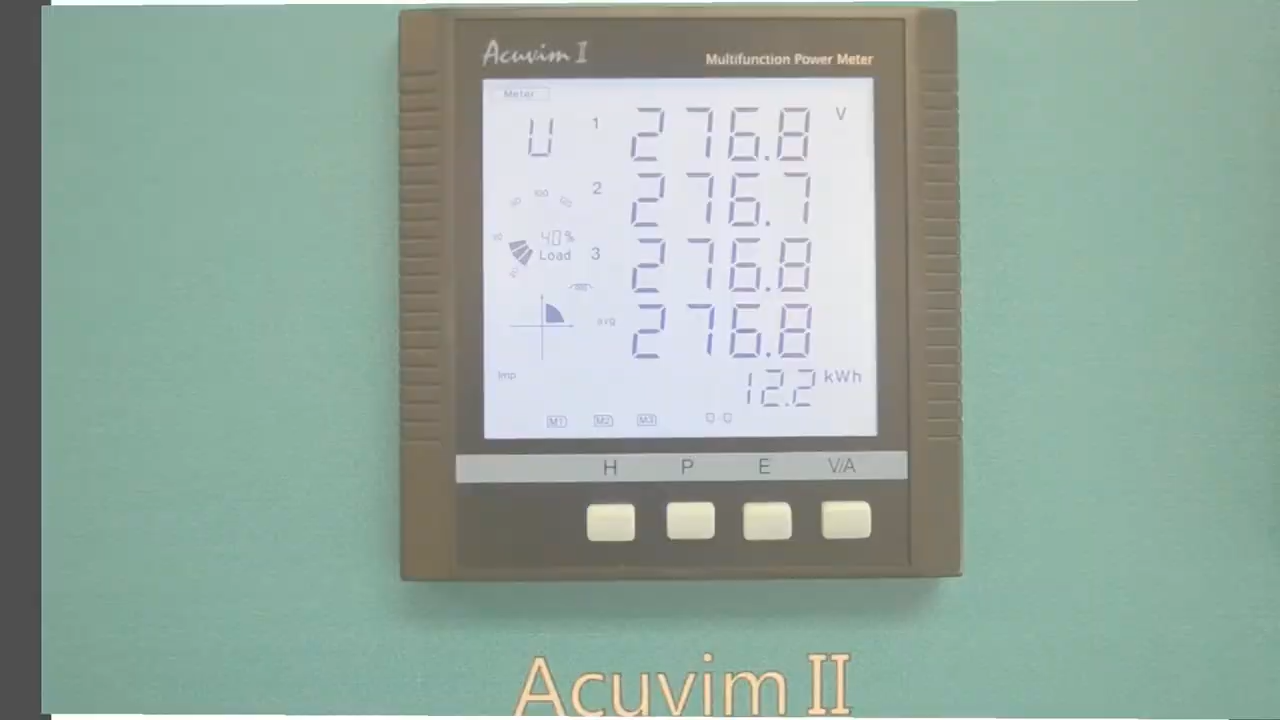 Acuvim II
Multifunction Power Meter
Meter
U 1 276.8 V
2 276.7
100
40%
Load
3 276.8
avg 276.8
Imp 12.2 kWh
M1 M2 M3
H P E V/A
Acuvim II